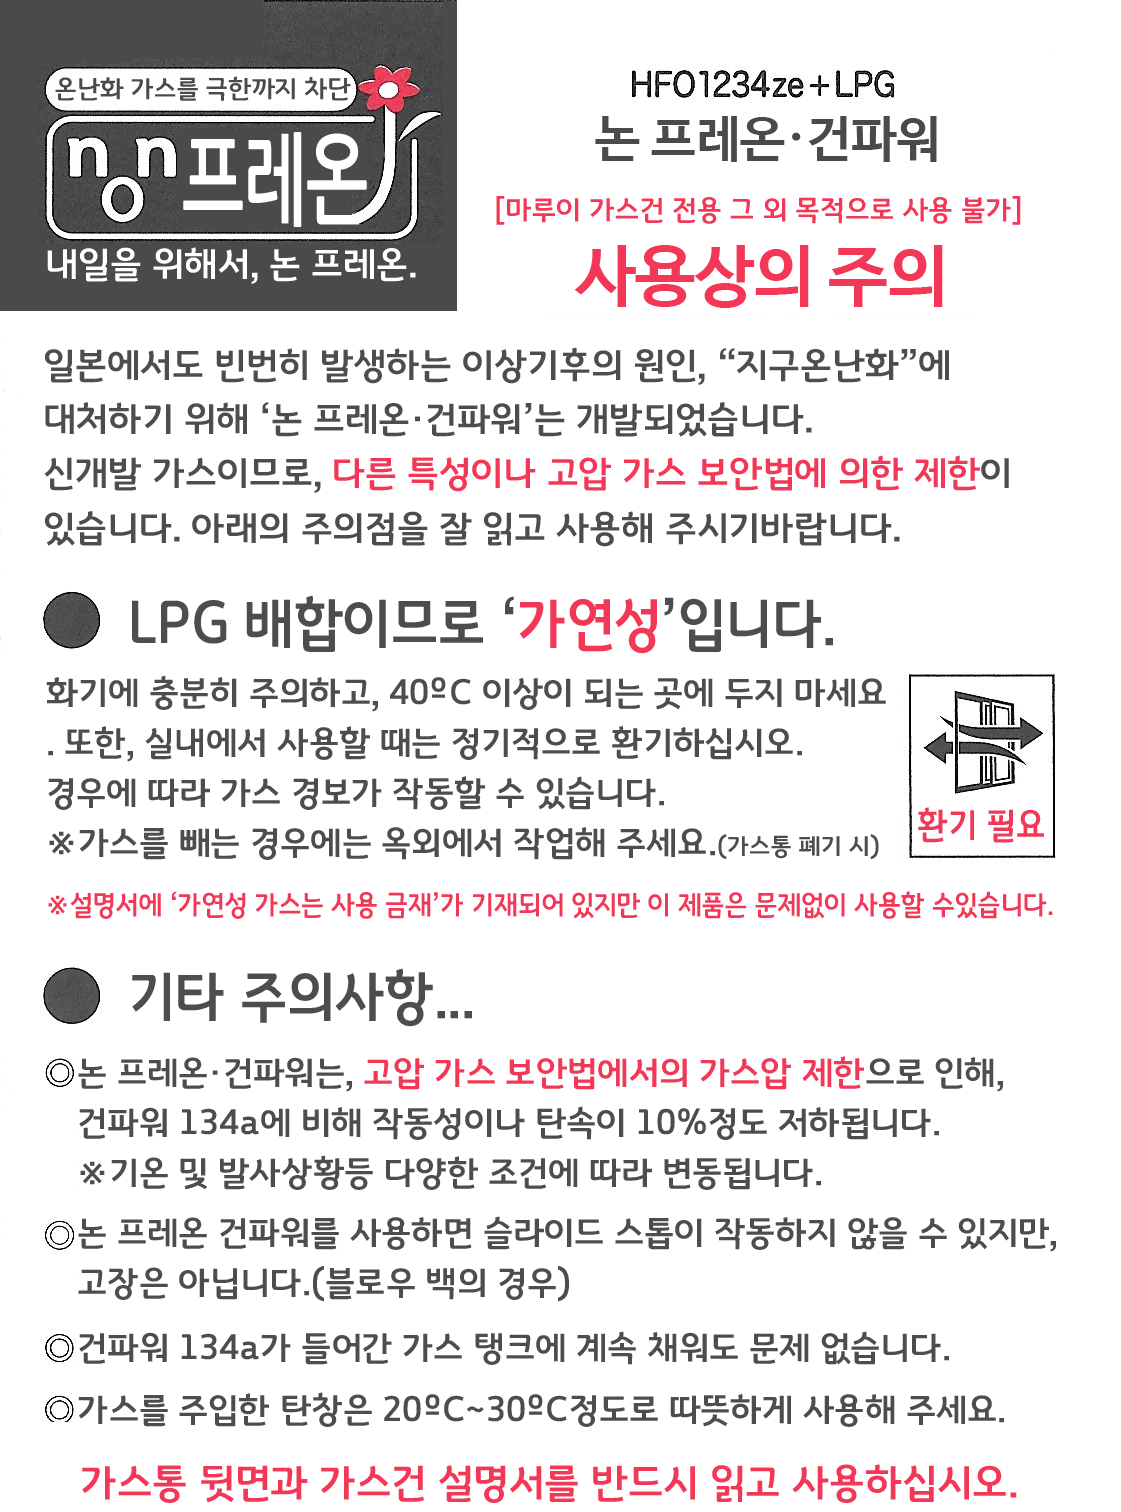 온난화 가스를 극한까지 차단
non프레온
내일을 위해서, 논 프레온.
HFO1234ze+LPG
논 프레온·건파워
[마루이 가스건 전용 그 외 목적으로 사용 불가]
사용상의 주의
일본에서도 빈번히 발생하는 이상기후의 원인, “지구온난화”에
대처하기 위해 ‘논 프레온·건파워’는 개발되었습니다.
신개발 가스이므로, 다른 특성이나 고압 가스 보안법에 의한 제한이
있습니다. 아래의 주의점을 잘 읽고 사용해 주시기바랍니다.
● LPG 배합이므로 ‘가연성’입니다.
화기에 충분히 주의하고, 40ºC 이상이 되는 곳에 두지 마세요
. 또한, 실내에서 사용할 때는 정기적으로 환기하십시오.
경우에 따라 가스 경보가 작동할 수 있습니다.
※가스를 빼는 경우에는 옥외에서 작업해 주세요.(가스통 폐기 시)
환기 필요
※설명서에 ‘가연성 가스는 사용 금재’가 기재되어 있지만 이 제품은 문제없이 사용할 수있습니다.
● 기타 주의사항...
◎논 프레온·건파워는, 고압 가스 보안법에서의 가스압 제한으로 인해,
건파워 134a에 비해 작동성이나 탄속이 10%정도 저하됩니다.
※기온 및 발사상황등 다양한 조건에 따라 변동됩니다.
◎논 프레온 건파워를 사용하면 슬라이드 스톱이 작동하지 않을 수 있지만,
고장은 아닙니다.(블로우 백의 경우)
◎건파워 134a가 들어간 가스 탱크에 계속 채워도 문제 없습니다.
◎가스를 주입한 탄창은 20ºC~30ºC정도로 따뜻하게 사용해 주세요.
가스통 뒷면과 가스건 설명서를 반드시 읽고 사용하십시오.